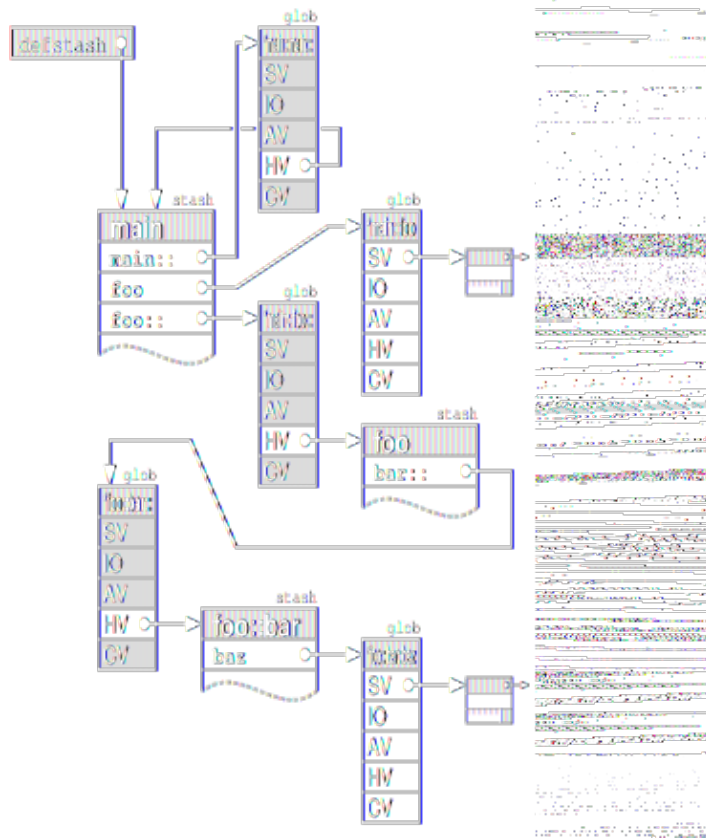 glob
defstash
SV
IO
AV
HV
CV
stash
main
main::
foo
foo::
glob
SV
IO
AV
HV
CV
glob
SV
IO
AV
HV
CV
stash
foo
bar::
glob
SV
IO
AV
HV
CV
stash
foo::bar
baz
glob
SV
IO
AV
HV
CV